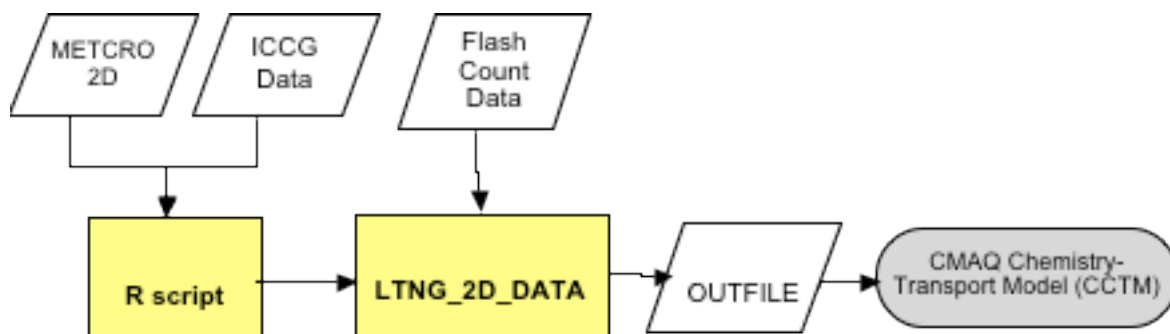 METCRO
2D
ICCG
Data
Flash
Count
Data
R script
LTNG_2D_DATA
OUTFILE
CMAQ Chemistry-
Transport Model (CCTM)